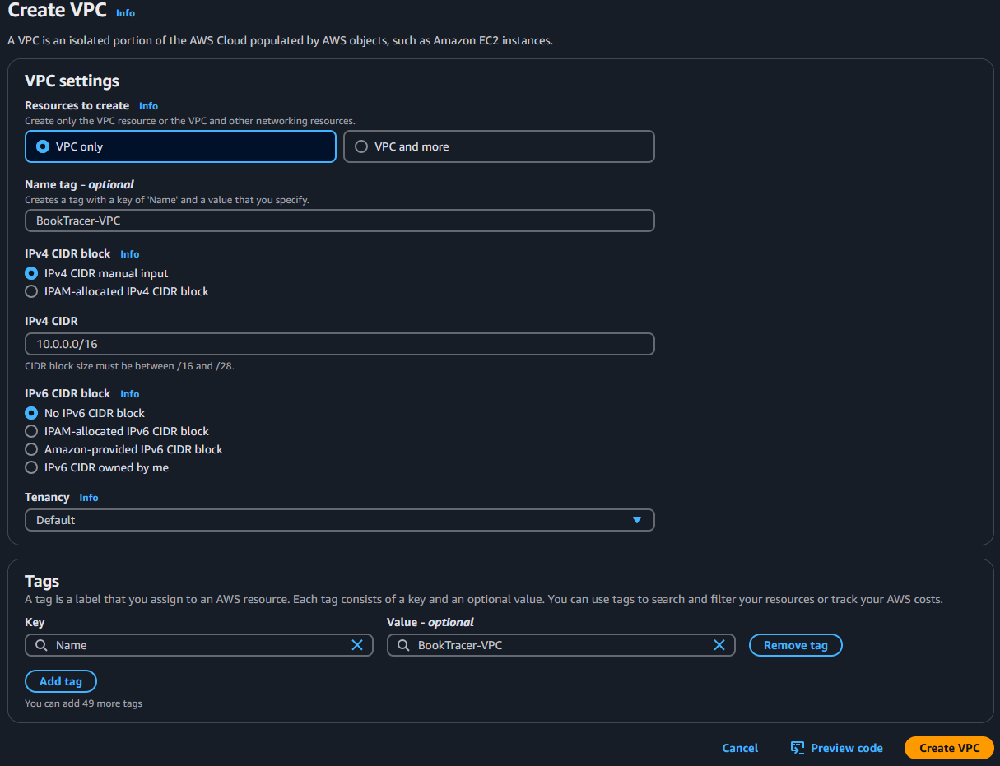 Create VPC Info
A VPC is an isolated portion of the AWS Cloud populated by AWS objects, such as Amazon EC2 instances.
VPC settings
Resources to create Info
Create only the VPC resource or the VPC and other networking resources.
VPC only VPC and more
Name tag - optional
Creates a tag with a key of 'Name' and a value that you specify.
BookTracer-VPC
IPv4 CIDR block Info
IPv4 CIDR manual input
IPAM-allocated IPv4 CIDR block
IPv4 CIDR
10.0.0.0/16
CIDR block size must be between /16 and /28.
IPv6 CIDR block Info
No IPv6 CIDR block
IPAM-allocated IPv6 CIDR block
Amazon-provided IPv6 CIDR block
IPv6 CIDR owned by me
Tenancy Info
Default
Tags
A tag is a label that you assign to an AWS resource. Each tag consists of a key and an optional value. You can use tags to search and filter your resources or track your AWS costs.
Key Value - optional
Name BookTracer-VPC Remove tag
Add tag
You can add 49 more tags
Cancel Preview code Create VPC